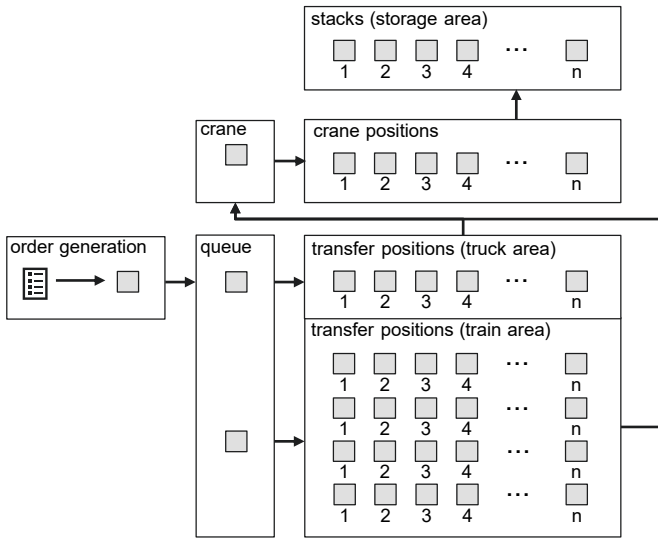 stacks (storage area)
...
1 2 3 4 n
crane
crane positions
...
1 2 3 4 n
order generation
queue
transfer positions (truck area)
...
1 2 3 4 n
transfer positions (train area)
...
1 2 3 4 n
...
1 2 3 4 n
...
1 2 3 4 n
...
1 2 3 4 n